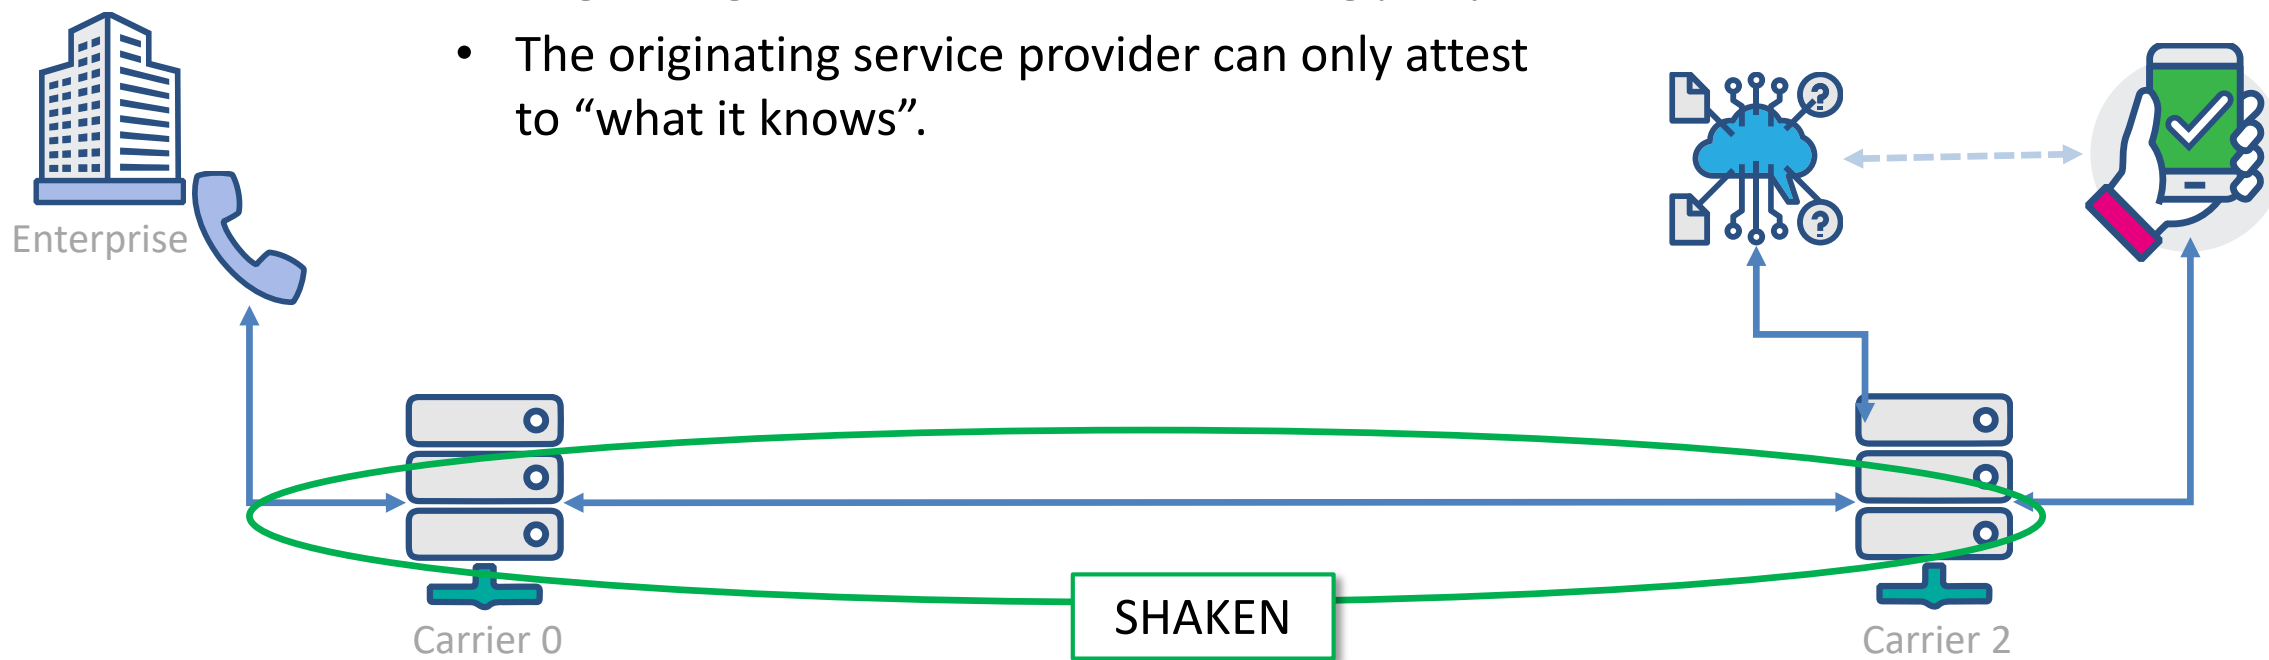 • The originating service provider can only attest
to “what it knows”.
Enterprise
SHAKEN
Carrier 0
Carrier 2